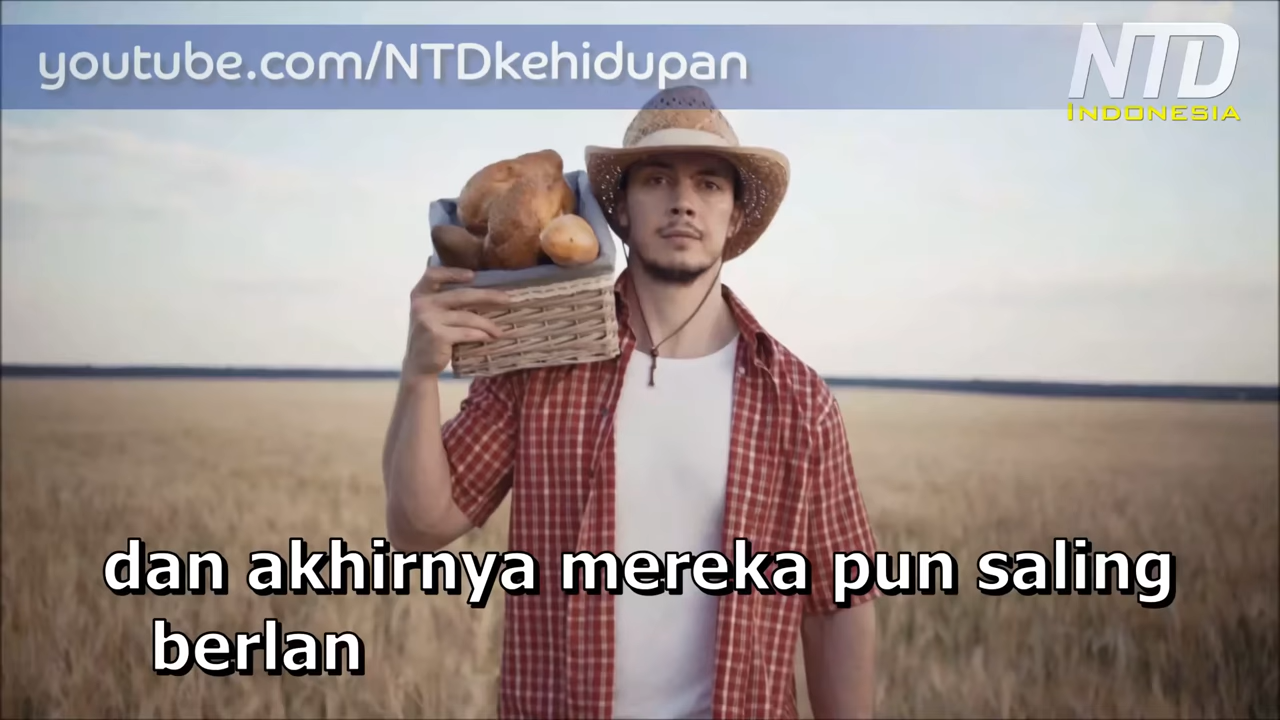 youtube.com/NTDkehidupan
NTD
INDONESIA
dan akhirnya mereka pun saling
berlan